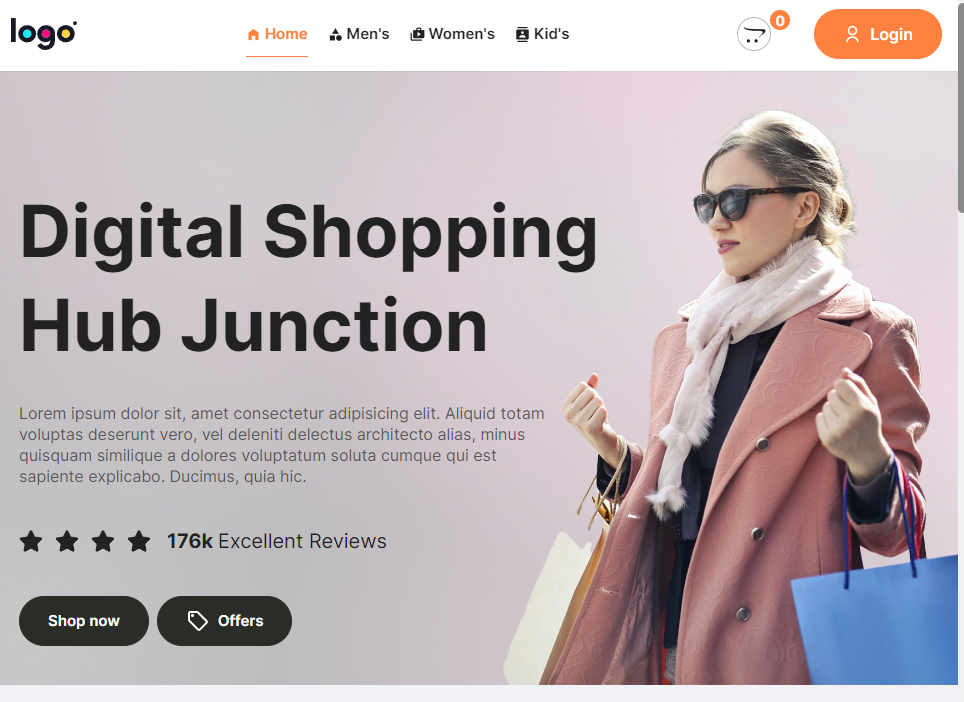 logo
Home Men's Women's Kid's
0
Login
Digital Shopping
Hub Junction
Lorem ipsum dolor sit, amet consectetur adipisicing elit. Aliquid totam
voluptas deserunt vero, vel deleniti delectus architecto alias, minus
quisquam similique a dolores voluptatum soluta cumque qui est
sapiente explicabo. Ducimus, quia hic.
176k Excellent Reviews
Shop now Offers